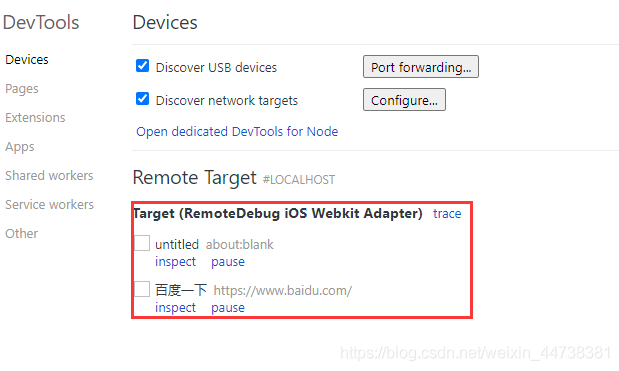 DevTools
Devices
Pages
Extensions
Apps
Shared workers
Service workers
Other
Devices
Discover USB devices Port forwarding...
Discover network targets Configure...
Open dedicated DevTools for Node
Remote Target #LOCALHOST
Target (RemoteDebug iOS Webkit Adapter) trace
untitled about:blank
inspect pause
百度一下 https://www.baidu.com/
inspect pause
https://blog.csdn.net/weixin_44738381